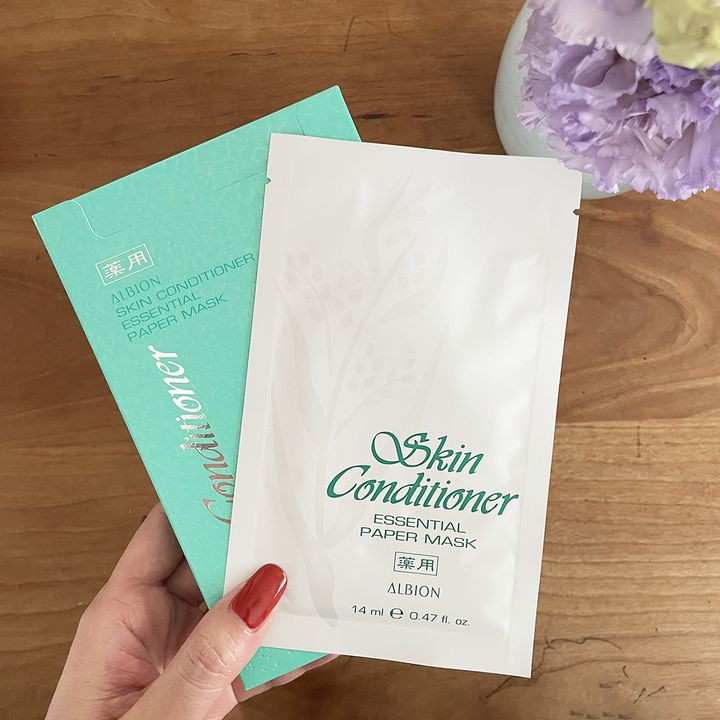 薬用
ALBION
SKIN CONDITIONER
ESSENTIAL
PAPER MASK
Conditioner
Skin
Conditioner
ESSENTIAL
PAPER MASK
薬用
ALBION
14 ml ℮ 0.47 fl. oz.